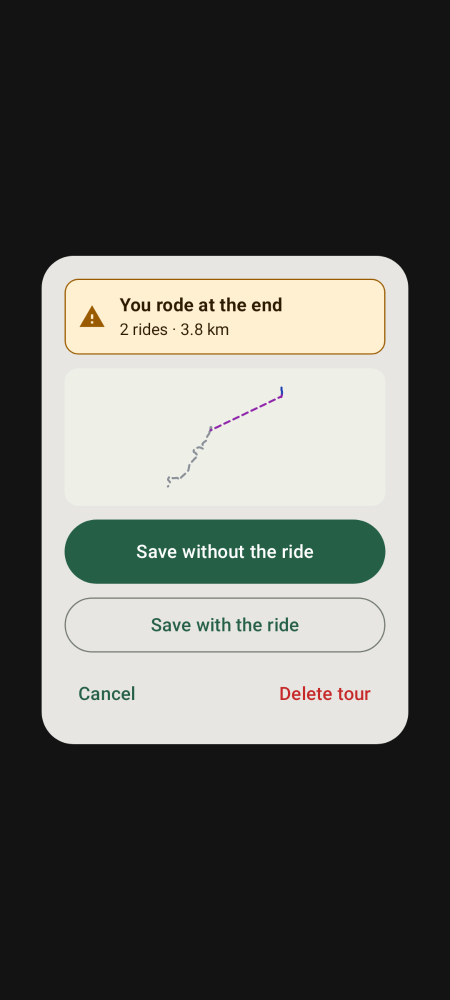 You rode at the end
2 rides · 3.8 km
Save without the ride
Save with the ride
Cancel
Delete tour